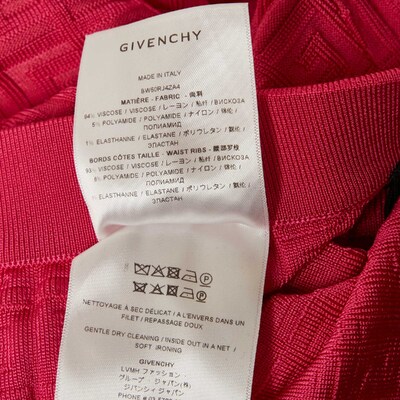 GIVENCHY
MADE IN ITALY
BW50RJ4ZA4
MATIÈRE - FABRIC - 面料
94% VISCOSE / VISCOSE / レーヨン / 粘纤 / ВИСКОЗА
5% POLYAMIDE / POLYAMIDE / ナイロン / 锦纶 /
ПОЛИАМИД
1% ELASTHANNE / ELASTANE / ポリウレタン / 氨纶 /
ЭЛАСТАН
BORDS CÔTES TAILLE - WAIST RIBS - 腰部罗纹
93% VISCOSE / VISCOSE / レーヨン / 粘纤 / ВИСКОЗА
6% POLYAMIDE / POLYAMIDE / ナイロン / 锦纶 /
ПОЛИАМИД
1% ELASTHANNE / ELASTANE / ポリウレタン / 氨纶 /
ЭЛАСТАН
P
P
NETTOYAGE À SEC DÉLICAT / À L'ENVERS DANS UN
FILET / REPASSAGE DOUX
GENTLE DRY CLEANING / INSIDE OUT IN A NET /
SOFT IRONING
GIVENCHY
LVMH ファッション
グループ ジャパン(株)
ジバンシィ ジャパン
PHONE #